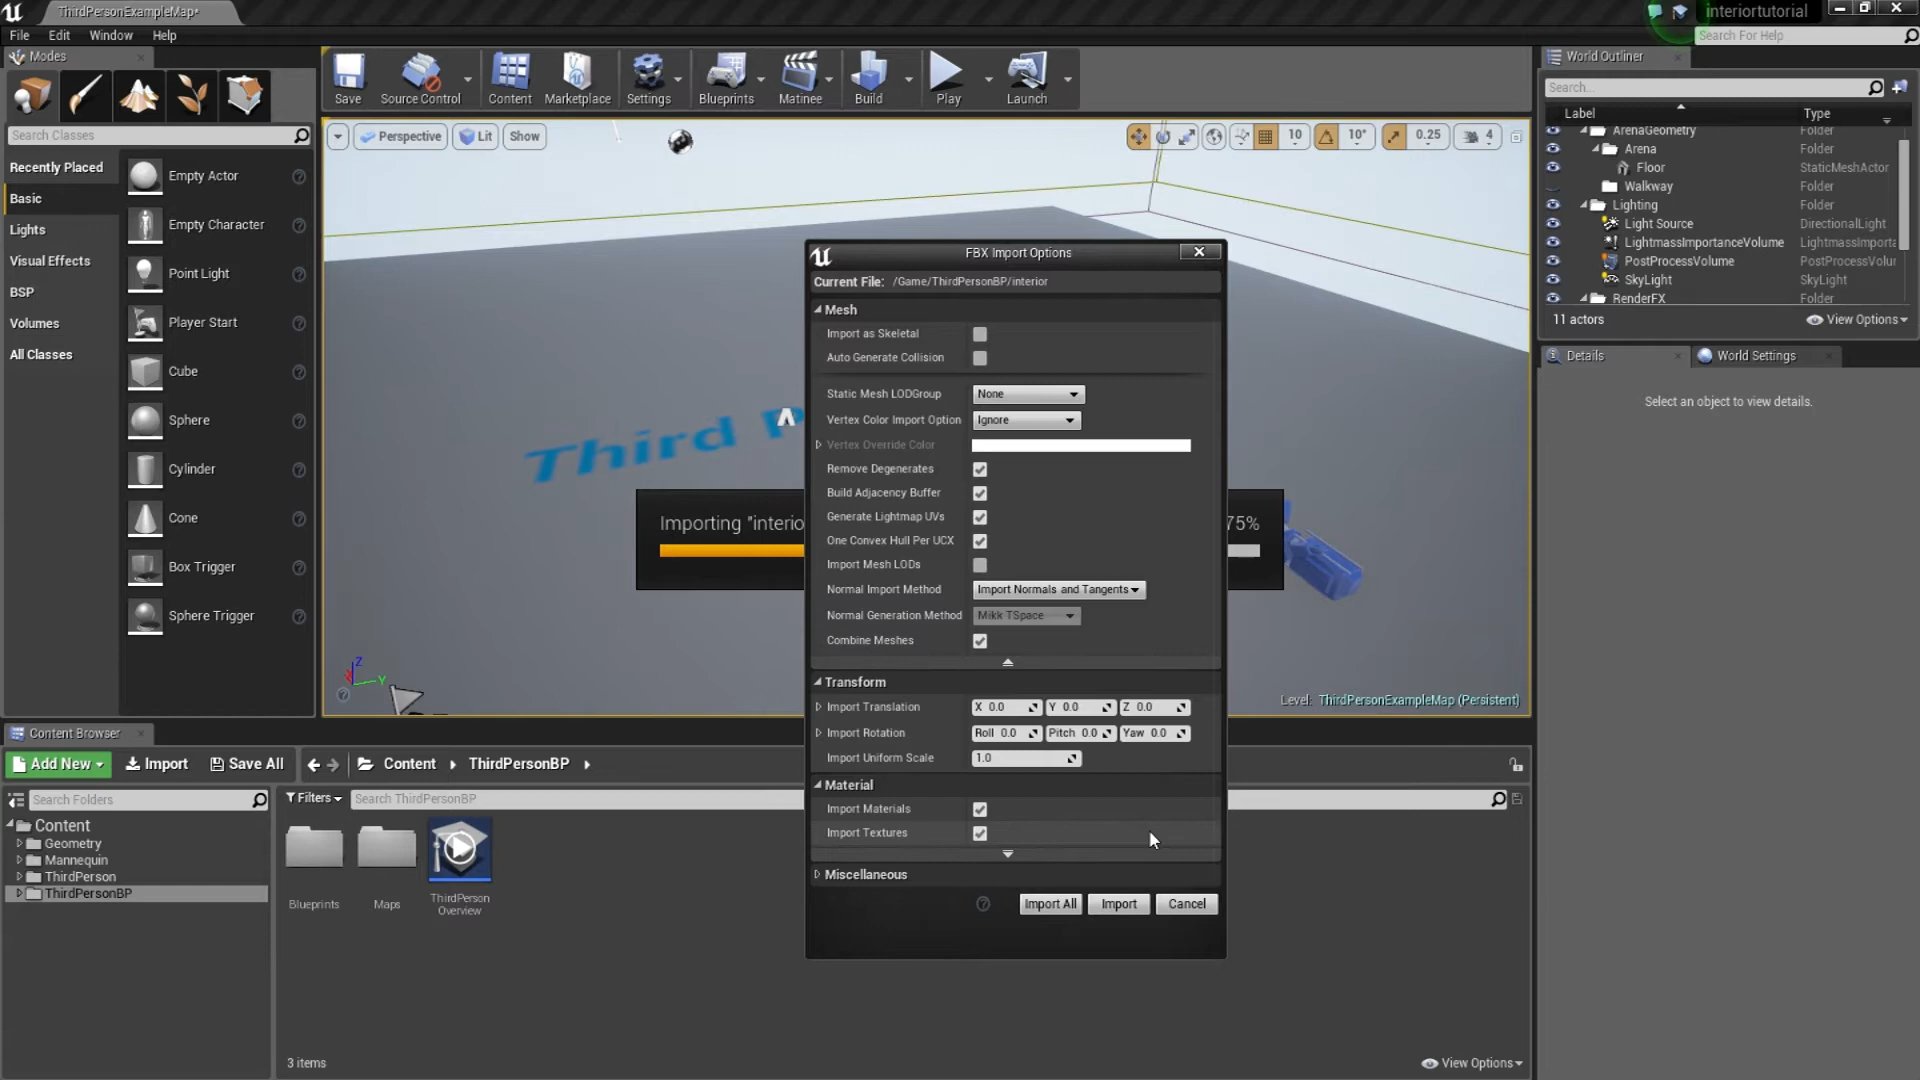 ThirdPersonExampleMap*
interiortutorial
File Edit Window Help
Search For Help
Modes
Save
Source Control
Content
Marketplace
Settings
Blueprints
Matinee
Build
Play
Launch
World Outliner
Search...
Label Type
ArenaGeometry Folder
Arena Folder
Floor StaticMeshActor
Walkway Folder
Lighting Folder
Light Source DirectionalLight
LightmassImportanceVolume LightmassImporta
PostProcessVolume PostProcessVolur
SkyLight SkyLight
RenderFX Folder
11 actors View Options
Details World Settings
Select an object to view details.
Search Classes
Recently Placed
Basic
Lights
Visual Effects
BSP
Volumes
All Classes
Empty Actor
Empty Character
Point Light
Player Start
Cube
Sphere
Cylinder
Cone
Box Trigger
Sphere Trigger
Perspective Lit Show
10 10° 0.25 4
Third P
Importing "interio
75%
Z
Y
Level: ThirdPersonExampleMap (Persistent)
FBX Import Options
Current File: /Game/ThirdPersonBP/interior
Mesh
Import as Skeletal
Auto Generate Collision
Static Mesh LODGroup None
Vertex Color Import Option Ignore
Vertex Override Color
Remove Degenerates
Build Adjacency Buffer
Generate Lightmap UVs
One Convex Hull Per UCX
Import Mesh LODs
Normal Import Method Import Normals and Tangents
Normal Generation Method Mikk TSpace
Combine Meshes
Transform
Import Translation X 0.0 Y 0.0 Z 0.0
Import Rotation Roll 0.0 Pitch 0.0 Yaw 0.0
Import Uniform Scale 1.0
Material
Import Materials
Import Textures
Miscellaneous
Import All Import Cancel
Content Browser
Add New Import Save All Content ThirdPersonBP
Search Folders
Filters Search ThirdPersonBP
Content
Geometry
Mannequin
ThirdPerson
ThirdPersonBP
Blueprints
Maps
ThirdPerson
Overview
3 items
View Options